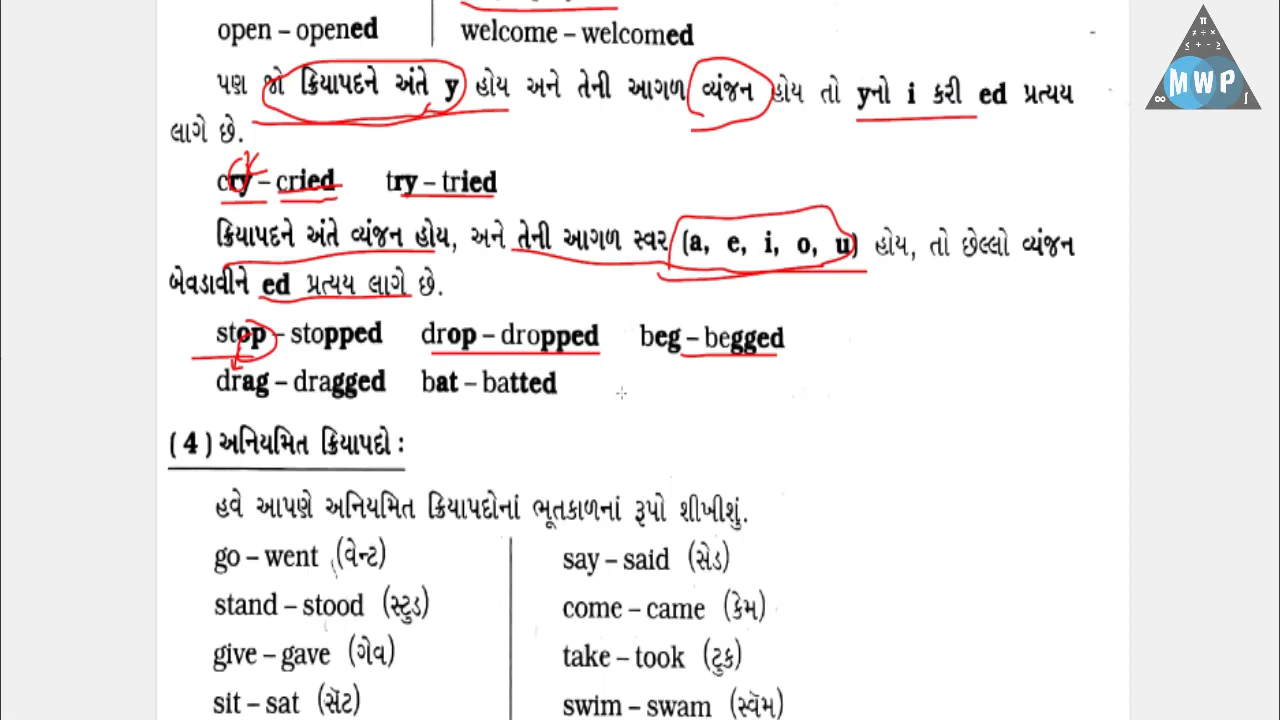 open – opened welcome – welcomed
પણ જો ક્રિયાપદને અંતે y હોય અને તેની આગળ વ્યંજન હોય તો yનો i કરી ed પ્રત્યય
લાગે છે.
cry – cried try – tried
ક્રિયાપદને અંતે વ્યંજન હોય, અને તેની આગળ સ્વર (a, e, i, o, u) હોય, તો છેલ્લો વ્યંજન
બેવડાવીને ed પ્રત્યય લાગે છે.
stop – stopped drop – dropped beg – begged
drag – dragged bat – batted
(4) અનિયમિત ક્રિયાપદો :
હવે આપણે અનિયમિત ક્રિયાપદોનાં ભૂતકાળનાં રૂપો શીખીશું.
go – went (વેન્ટ) say – said (સેડ)
stand – stood (સ્ટુડ) come – came (કેમ)
give – gave (ગેવ) take – took (ટુક)
sit – sat (સૅટ) swim – swam (સ્વૅમ)
MWP